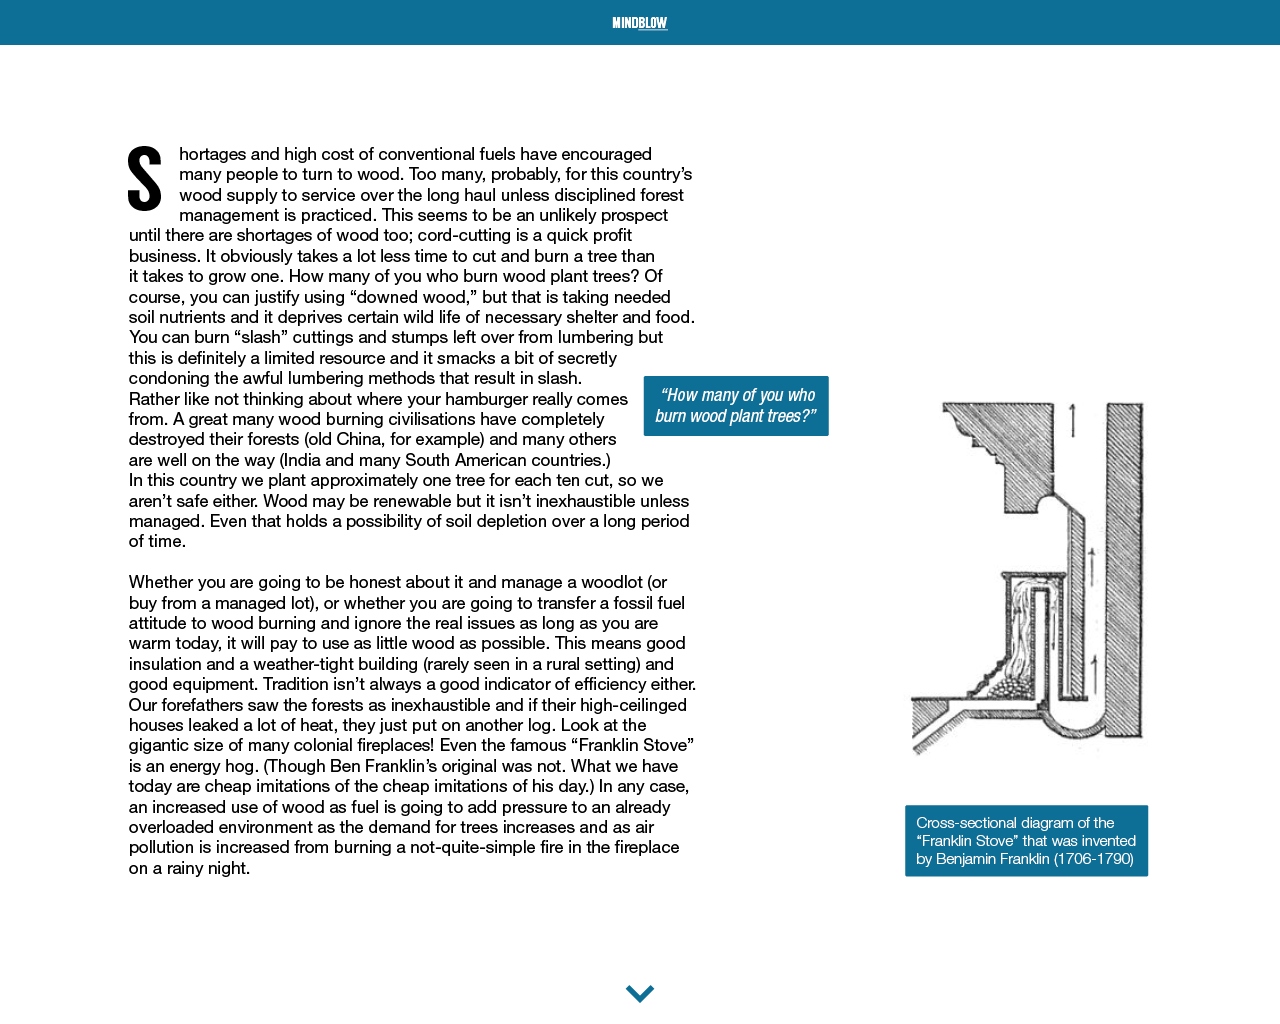 MINDBLOW
Shortages and high cost of conventional fuels have encouraged
many people to turn to wood. Too many, probably, for this country’s
wood supply to service over the long haul unless disciplined forest
management is practiced. This seems to be an unlikely prospect
until there are shortages of wood too; cord-cutting is a quick profit
business. It obviously takes a lot less time to cut and burn a tree than
it takes to grow one. How many of you who burn wood plant trees? Of
course, you can justify using “downed wood,” but that is taking needed
soil nutrients and it deprives certain wild life of necessary shelter and food.
You can burn “slash” cuttings and stumps left over from lumbering but
this is definitely a limited resource and it smacks a bit of secretly
condoning the awful lumbering methods that result in slash.
Rather like not thinking about where your hamburger really comes
from. A great many wood burning civilisations have completely
destroyed their forests (old China, for example) and many others
are well on the way (India and many South American countries.)
In this country we plant approximately one tree for each ten cut, so we
aren’t safe either. Wood may be renewable but it isn’t inexhaustible unless
managed. Even that holds a possibility of soil depletion over a long period
of time.
Whether you are going to be honest about it and manage a woodlot (or
buy from a managed lot), or whether you are going to transfer a fossil fuel
attitude to wood burning and ignore the real issues as long as you are
warm today, it will pay to use as little wood as possible. This means good
insulation and a weather-tight building (rarely seen in a rural setting) and
good equipment. Tradition isn’t always a good indicator of efficiency either.
Our forefathers saw the forests as inexhaustible and if their high-ceilinged
houses leaked a lot of heat, they just put on another log. Look at the
gigantic size of many colonial fireplaces! Even the famous “Franklin Stove”
is an energy hog. (Though Ben Franklin’s original was not. What we have
today are cheap imitations of the cheap imitations of his day.) In any case,
an increased use of wood as fuel is going to add pressure to an already
overloaded environment as the demand for trees increases and as air
pollution is increased from burning a not-quite-simple fire in the fireplace
on a rainy night.
“How many of you who
burn wood plant trees?”
Cross-sectional diagram of the
“Franklin Stove” that was invented
by Benjamin Franklin (1706-1790)